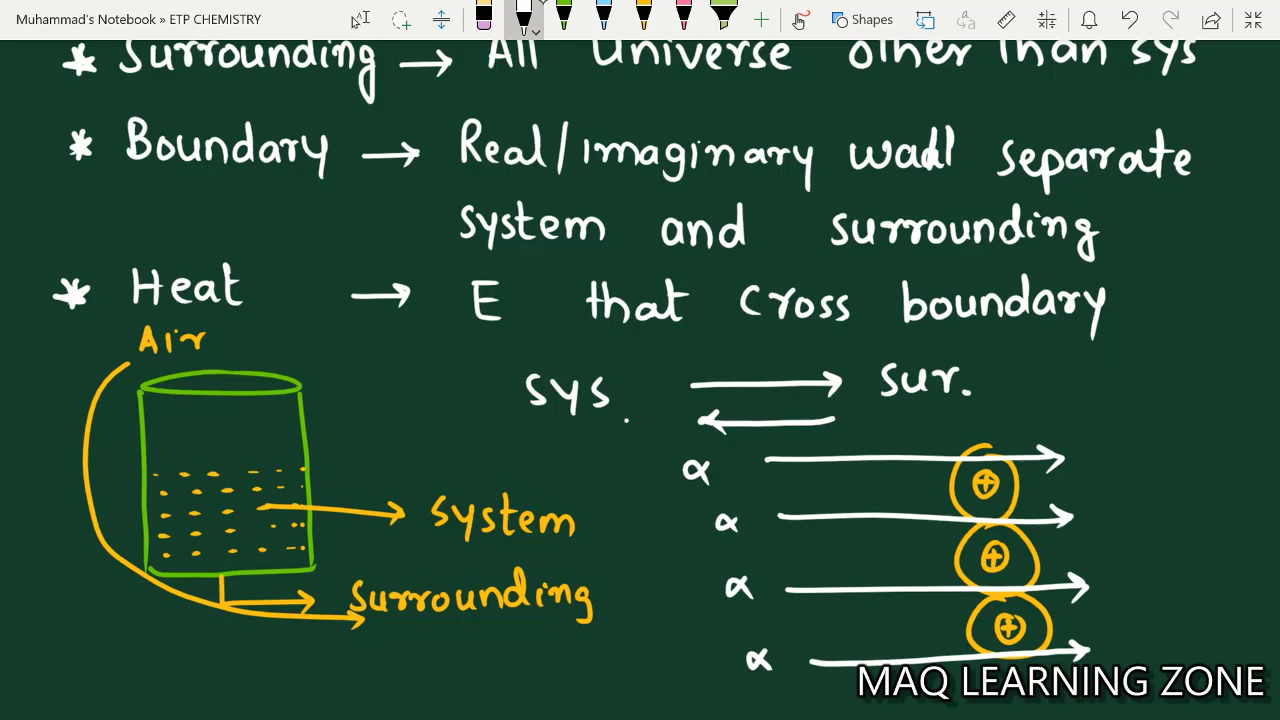 Muhammad's Notebook » ETP CHEMISTRY
Shapes
* Surrounding → All Universe other than sys
* Boundary → Real/imaginary wall separate
system and surrounding
* Heat → E that cross boundary
Air
sys. → ← sur.
α
α
system
α
surrounding
α
MAQ LEARNING ZONE